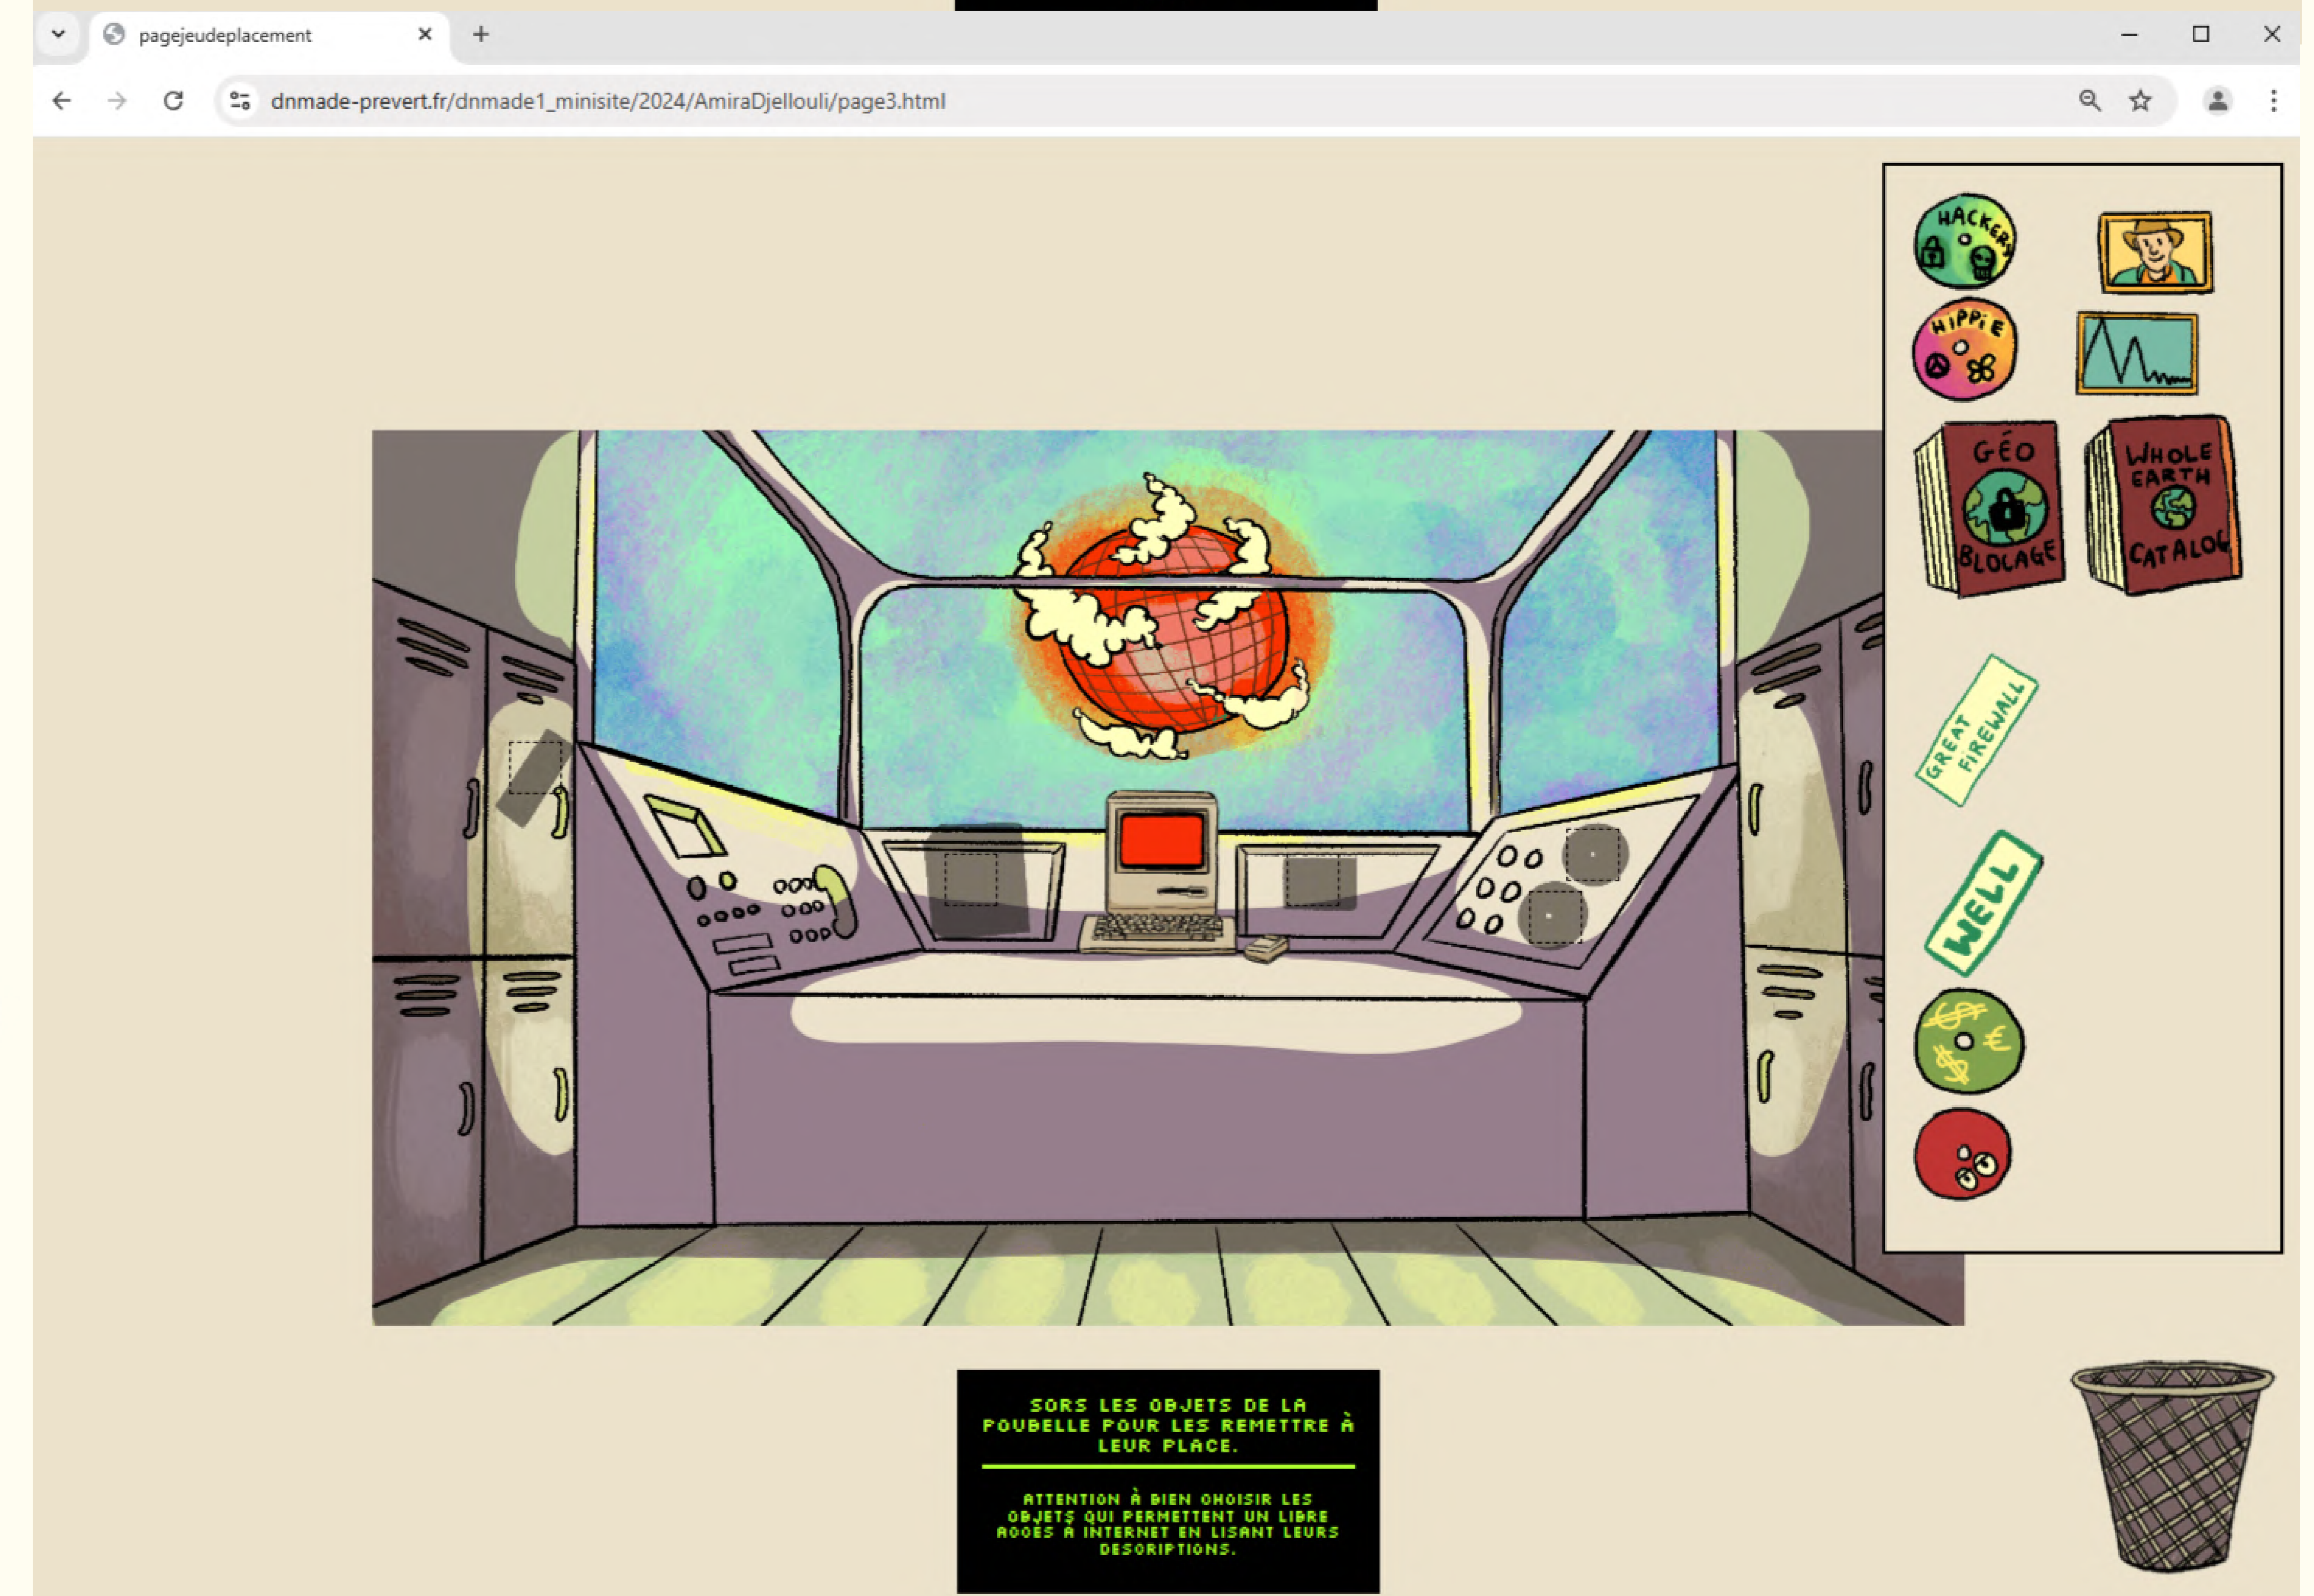 pagejeudeplacement
dnmade-prevert.fr/dnmade1_minisite/2024/AmiraDjellouli/page3.html
HACKERS
HIPPIE
GÉO
BLOCAGE
WHOLE
EARTH
CATALOG
GREAT
FIREWALL
WELL
$ €
$
SORS LES OBJETS DE LA
POUBELLE POUR LES REMETTRE À
LEUR PLACE.
ATTENTION À BIEN CHOISIR LES
OBJETS QUI PERMETTENT UN LIBRE
ACCES A INTERNET EN LISANT LEURS
DESCRIPTIONS.